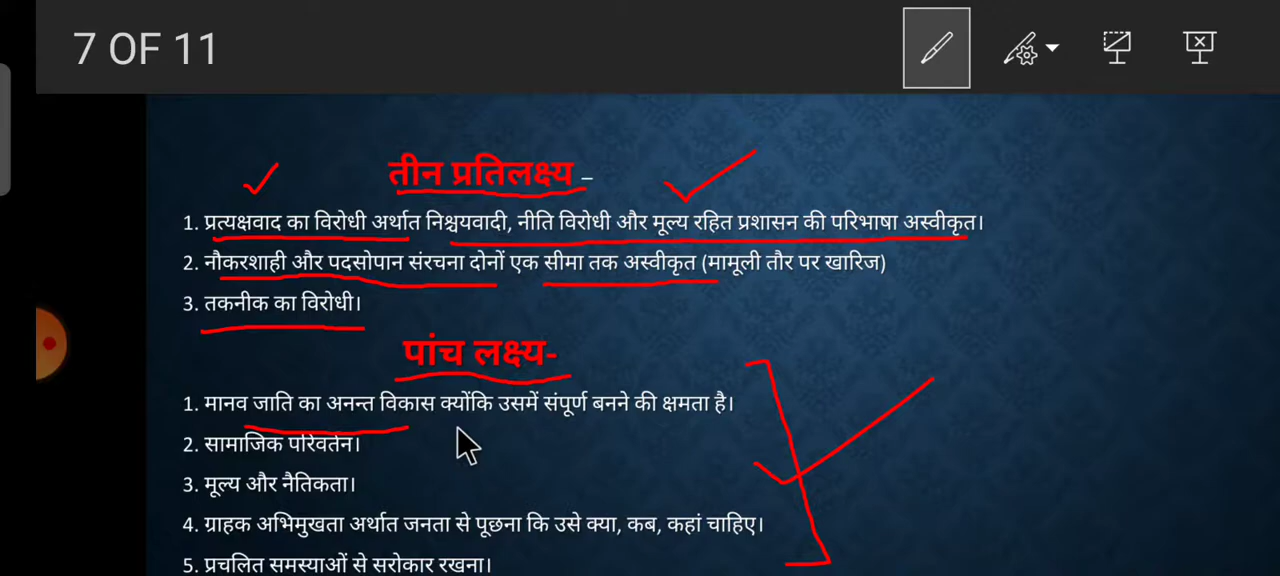 7 OF 11
तीन प्रतिलक्ष्य –
1. प्रत्यक्षवाद का विरोधी अर्थात निश्चयवादी, नीति विरोधी और मूल्य रहित प्रशासन की परिभाषा अस्वीकृत।
2. नौकरशाही और पदसोपान संरचना दोनों एक सीमा तक अस्वीकृत (मामूली तौर पर खारिज)
3. तकनीक का विरोधी।
पांच लक्ष्य-
1. मानव जाति का अनन्त विकास क्योंकि उसमें संपूर्ण बनने की क्षमता है।
2. सामाजिक परिवर्तन।
3. मूल्य और नैतिकता।
4. ग्राहक अभिमुखता अर्थात जनता से पूछना कि उसे क्या, कब, कहां चाहिए।
5. प्रचलित समस्याओं से सरोकार रखना।